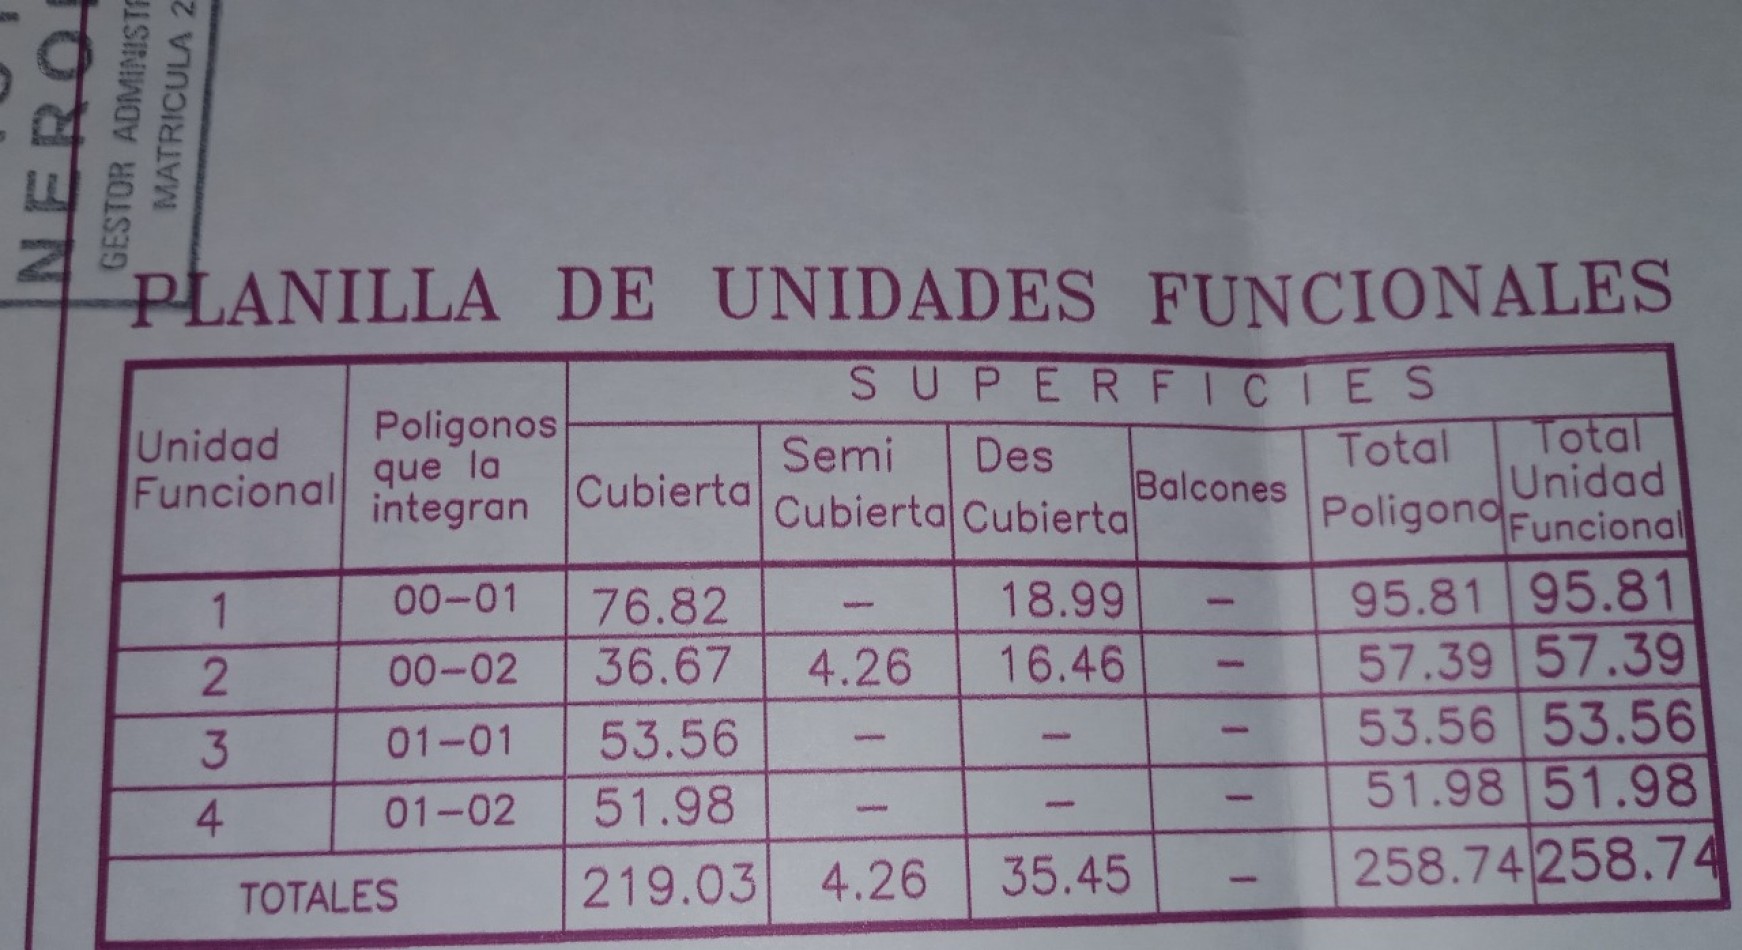 GESTOR ADMINIST
MATRICULA 2
PLANILLA DE UNIDADES FUNCIONALES
SUPERFICIES
Unidad Funcional
Poligonos que la integran
Cubierta
Semi Cubierta
Des Cubierta
Balcones
Total Poligono
Total Unidad Funcional
1 00-01 76.82 - 18.99 - 95.81 95.81
2 00-02 36.67 4.26 16.46 - 57.39 57.39
3 01-01 53.56 - - - 53.56 53.56
4 01-02 51.98 - - - 51.98 51.98
TOTALES 219.03 4.26 35.45 - 258.74 258.74